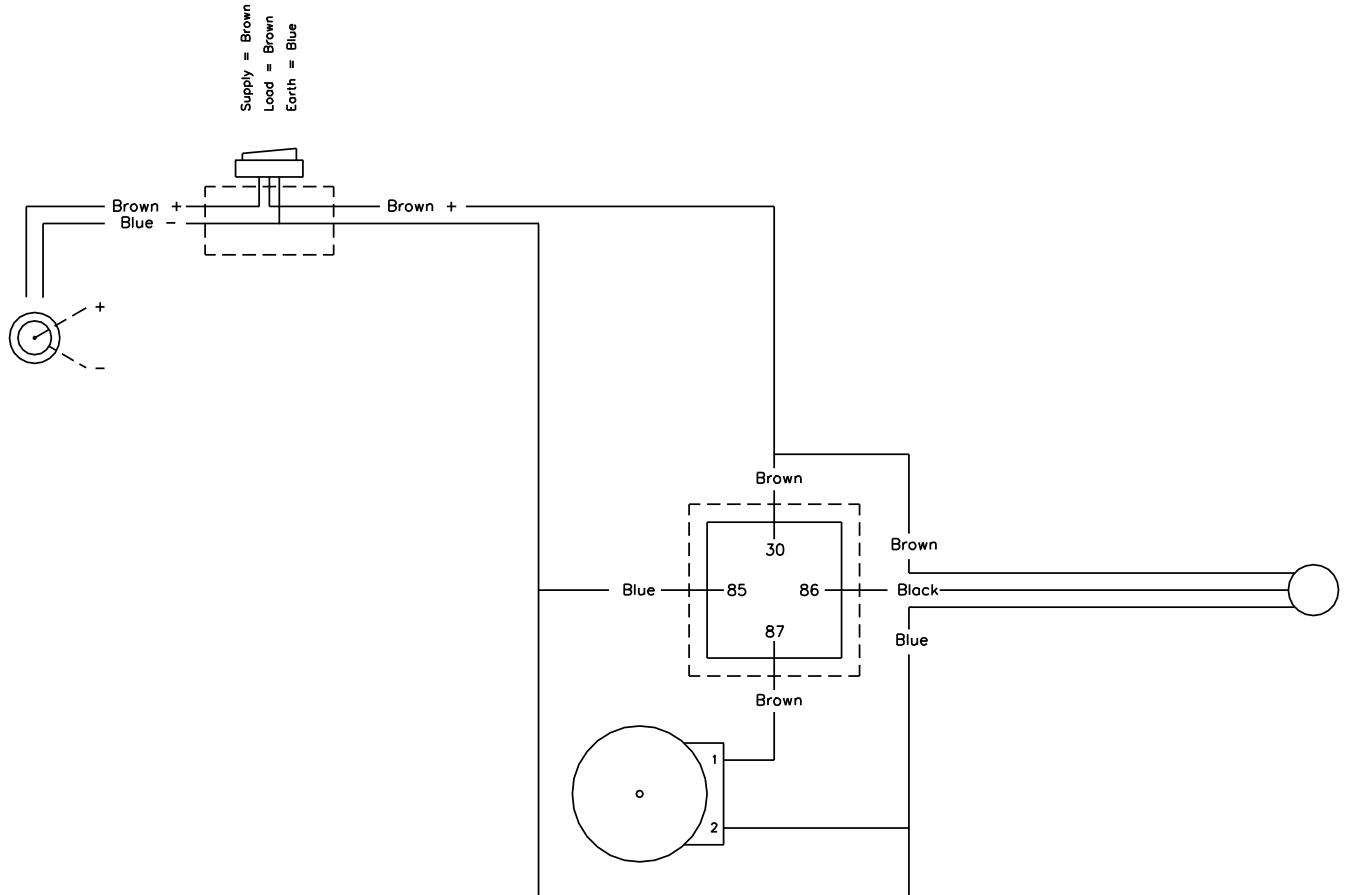 Supply = Brown
Load = Brown
Earth = Blue
Brown +
Brown +
Blue -
+
-
Brown
30
Brown
Blue
85
86
Black
87
Blue
Brown
1
2